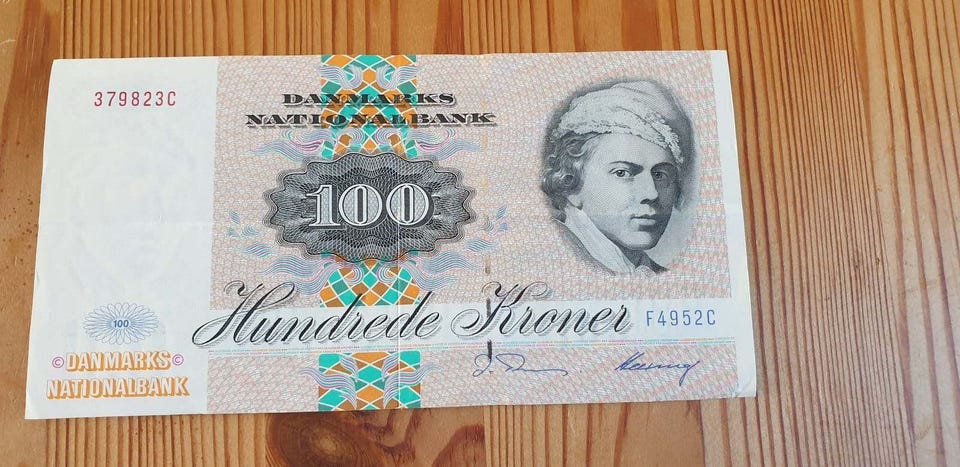 379823C
DANMARKS
NATIONALBANK
100
Hundrede Kroner
F4952C
100
©DANMARKS©
NATIONALBANK